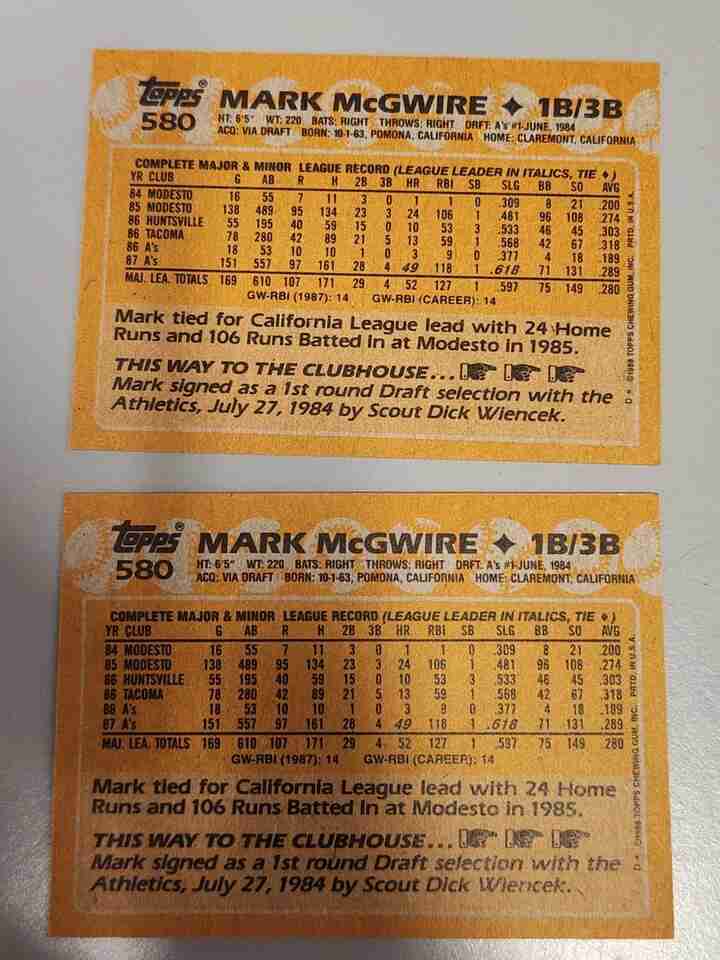 topps® MARK McGWIRE ✦ 1B/3B
580 HT: 6'5" WT: 220 BATS: RIGHT THROWS: RIGHT DRFT: A's #1-JUNE, 1984
ACQ: VIA DRAFT BORN: 10-1-63, POMONA, CALIFORNIA HOME: CLAREMONT, CALIFORNIA
COMPLETE MAJOR & MINOR LEAGUE RECORD (LEAGUE LEADER IN ITALICS, TIE ♦)
YR CLUB G AB R H 2B 3B HR RBI SB SLG BB SO AVG
84 MODESTO 16 55 7 11 3 0 1 1 0 .309 8 21 .200
85 MODESTO 138 489 95 134 23 3 24 106 1 .481 96 108 .274
86 HUNTSVILLE 55 195 40 59 15 0 10 53 3 .533 46 45 .303
86 TACOMA 78 280 42 89 21 5 13 59 1 .568 42 67 .318
86 A's 18 53 10 10 1 0 3 9 0 .377 4 18 .189
87 A's 151 557 97 161 28 4 49 118 1 .618 71 131 .289
MAJ. LEA. TOTALS 169 610 107 171 29 4 52 127 1 .597 75 149 .280
GW-RBI (1987): 14 GW-RBI (CAREER): 14
Mark tied for California League lead with 24 Home
Runs and 106 Runs Batted In at Modesto in 1985.
THIS WAY TO THE CLUBHOUSE...
Mark signed as a 1st round Draft selection with the
Athletics, July 27, 1984 by Scout Dick Wiencek.
D* ©1988 TOPPS CHEWING GUM, INC. PRTD. IN U.S.A.
topps® MARK McGWIRE ✦ 1B/3B
580 HT: 6'5" WT: 220 BATS: RIGHT THROWS: RIGHT DRFT: A's #1-JUNE, 1984
ACQ: VIA DRAFT BORN: 10-1-63, POMONA, CALIFORNIA HOME: CLAREMONT, CALIFORNIA
COMPLETE MAJOR & MINOR LEAGUE RECORD (LEAGUE LEADER IN ITALICS, TIE ♦)
YR CLUB G AB R H 2B 3B HR RBI SB SLG BB SO AVG
84 MODESTO 16 55 7 11 3 0 1 1 0 .309 8 21 .200
85 MODESTO 138 489 95 134 23 3 24 106 1 .481 96 108 .274
86 HUNTSVILLE 55 195 40 59 15 0 10 53 3 .533 46 45 .303
86 TACOMA 78 280 42 89 21 5 13 59 1 .568 42 67 .318
86 A's 18 53 10 10 1 0 3 9 0 .377 4 18 .189
87 A's 151 557 97 161 28 4 49 118 1 .618 71 131 .289
MAJ. LEA. TOTALS 169 610 107 171 29 4 52 127 1 .597 75 149 .280
GW-RBI (1987): 14 GW-RBI (CAREER): 14
Mark tied for California League lead with 24 Home
Runs and 106 Runs Batted In at Modesto in 1985.
THIS WAY TO THE CLUBHOUSE...
Mark signed as a 1st round Draft selection with the
Athletics, July 27, 1984 by Scout Dick Wiencek.
D* ©1988 TOPPS CHEWING GUM, INC. PRTD. IN U.S.A.